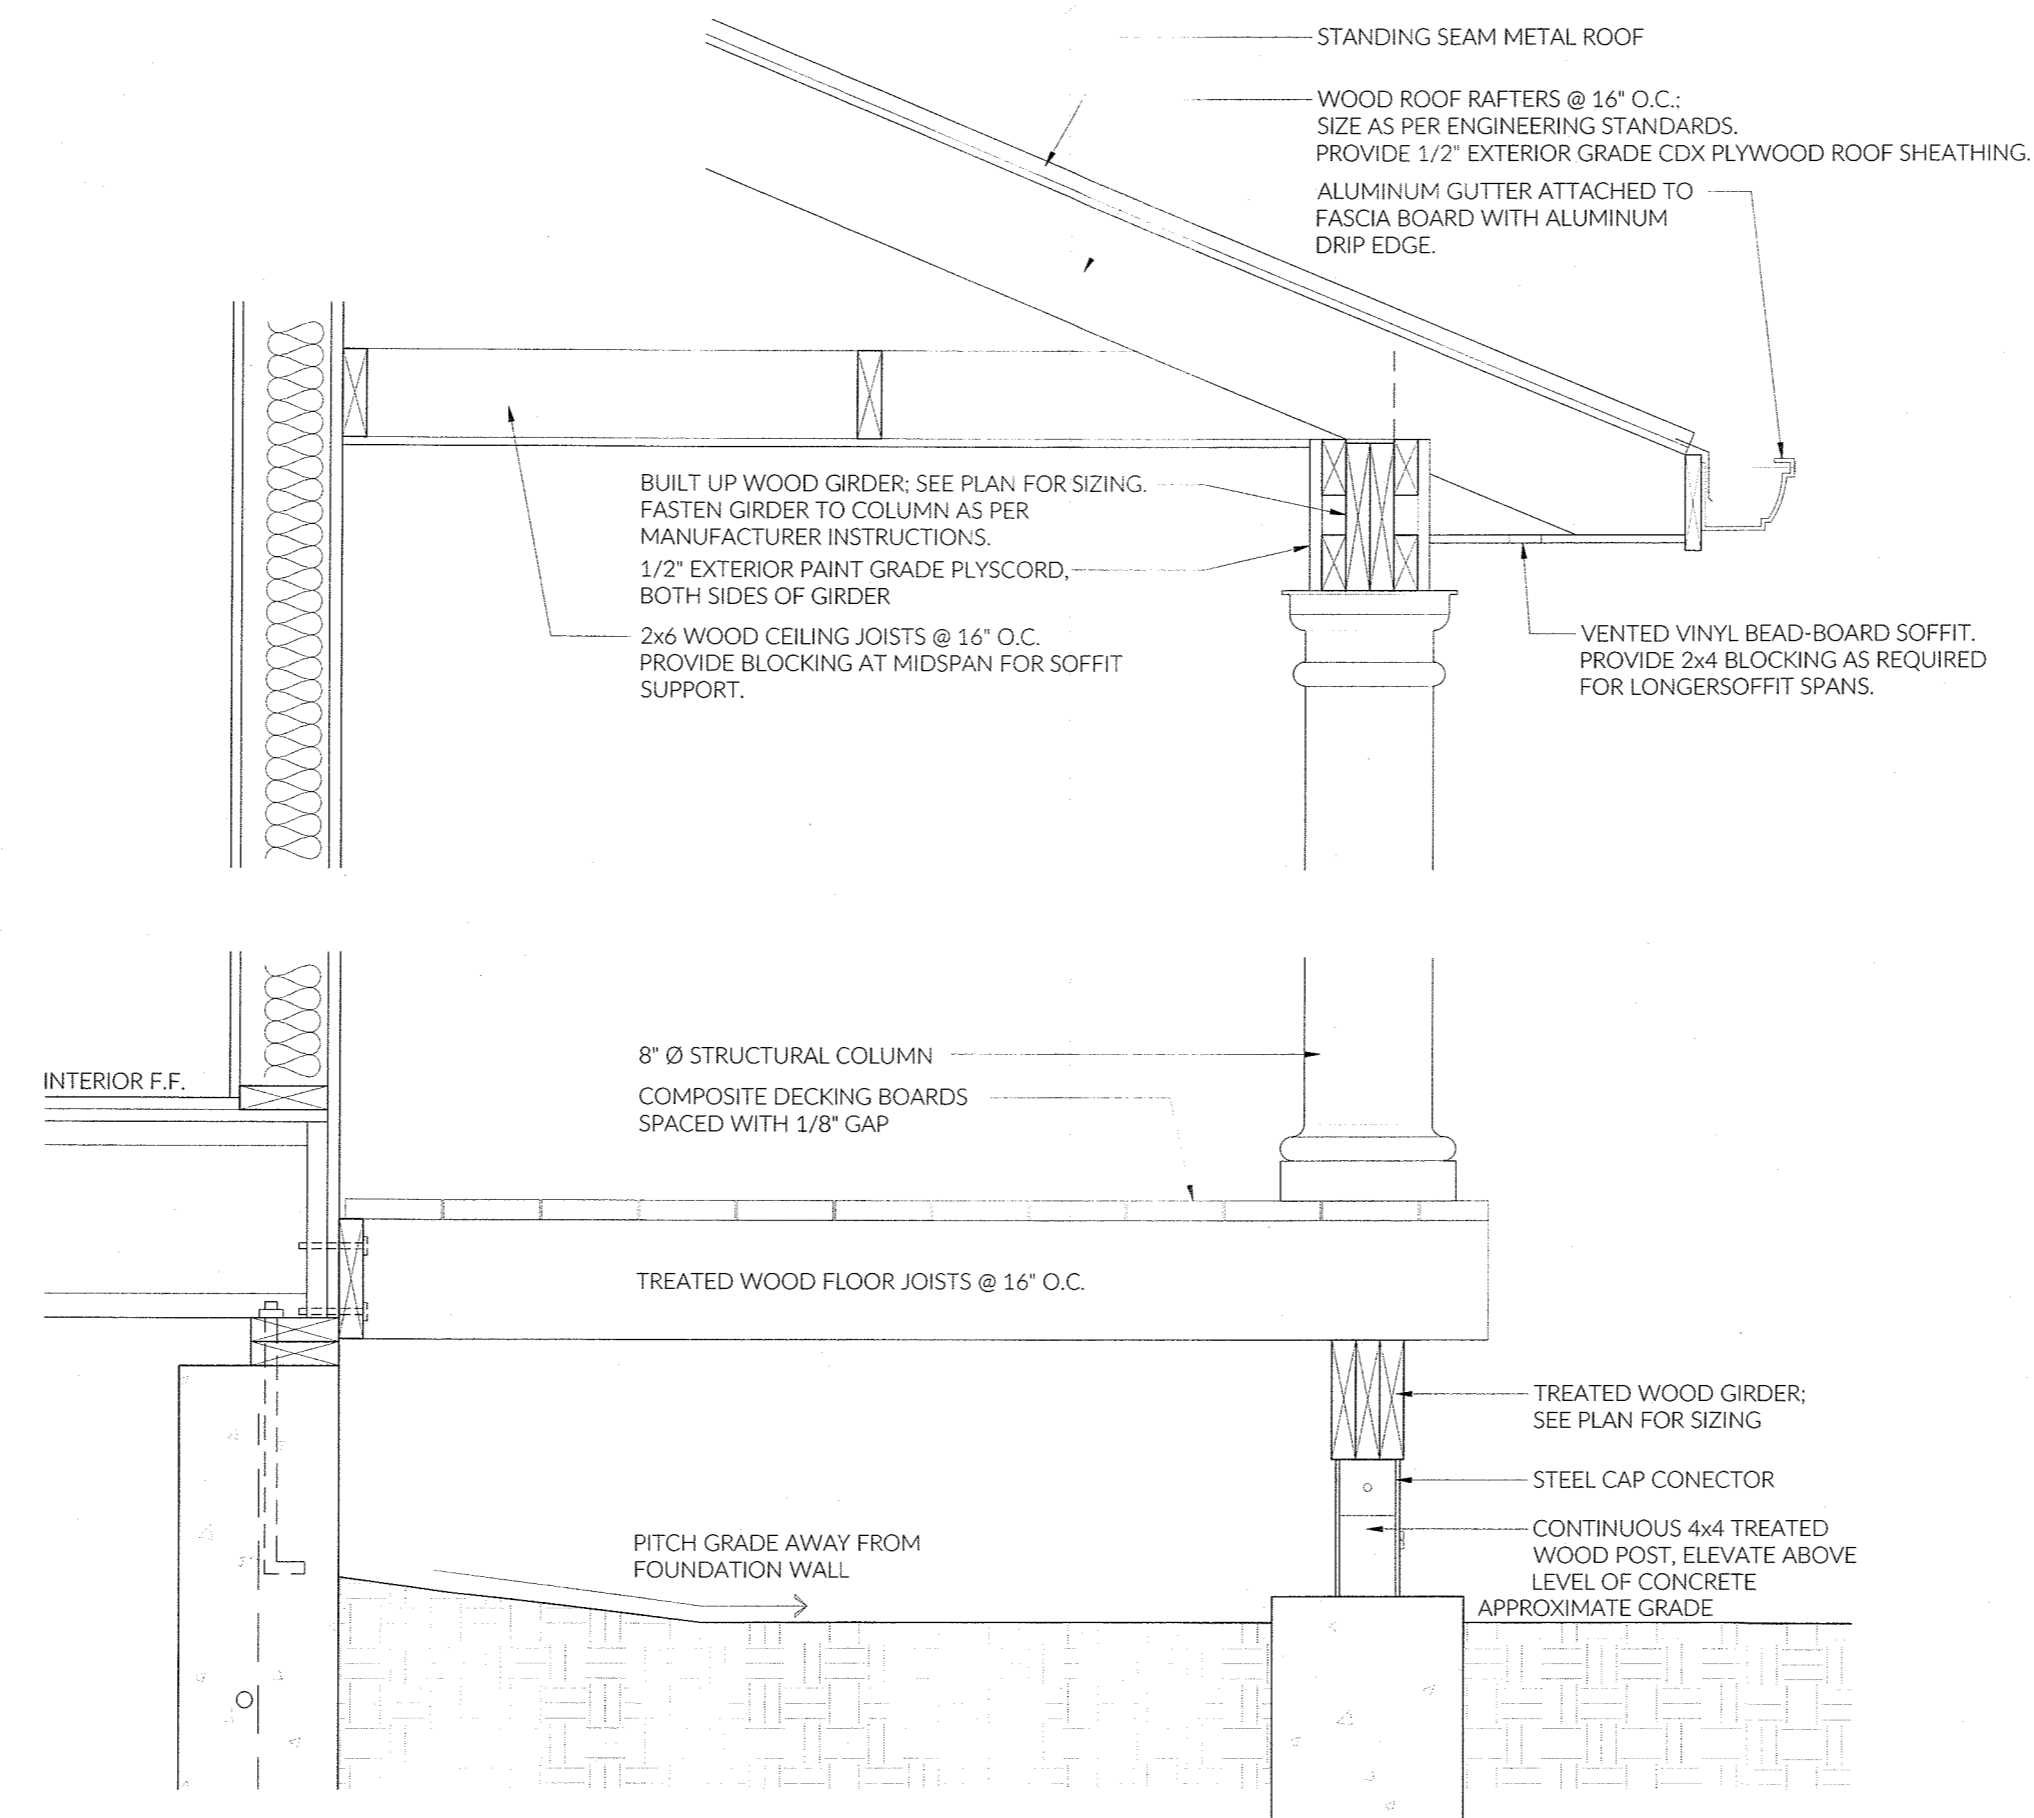 STANDING SEAM METAL ROOF
WOOD ROOF RAFTERS @ 16" O.C.;
SIZE AS PER ENGINEERING STANDARDS.
PROVIDE 1/2" EXTERIOR GRADE CDX PLYWOOD ROOF SHEATHING.
ALUMINUM GUTTER ATTACHED TO
FASCIA BOARD WITH ALUMINUM
DRIP EDGE.
BUILT UP WOOD GIRDER; SEE PLAN FOR SIZING.
FASTEN GIRDER TO COLUMN AS PER
MANUFACTURER INSTRUCTIONS.
1/2" EXTERIOR PAINT GRADE PLYSCORD,
BOTH SIDES OF GIRDER
2x6 WOOD CEILING JOISTS @ 16" O.C.
PROVIDE BLOCKING AT MIDSPAN FOR SOFFIT
SUPPORT.
VENTED VINYL BEAD-BOARD SOFFIT.
PROVIDE 2x4 BLOCKING AS REQUIRED
FOR LONGERSOFFIT SPANS.
8" Ø STRUCTURAL COLUMN
INTERIOR F.F.
COMPOSITE DECKING BOARDS
SPACED WITH 1/8" GAP
TREATED WOOD FLOOR JOISTS @ 16" O.C.
TREATED WOOD GIRDER;
SEE PLAN FOR SIZING
STEEL CAP CONECTOR
CONTINUOUS 4x4 TREATED
WOOD POST, ELEVATE ABOVE
LEVEL OF CONCRETE
APPROXIMATE GRADE
PITCH GRADE AWAY FROM
FOUNDATION WALL